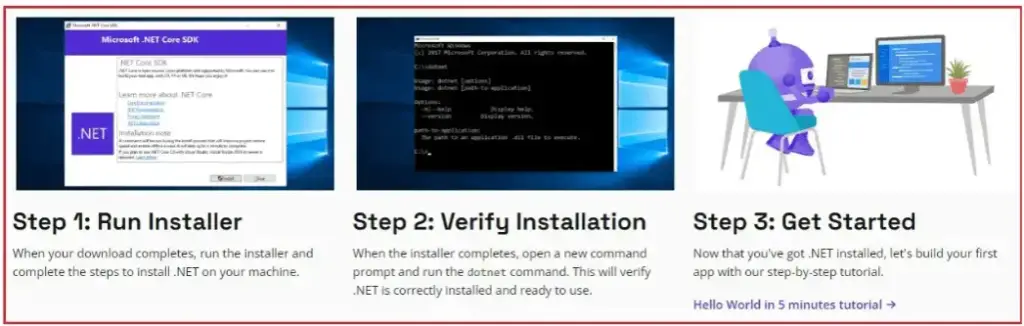 Microsoft .NET Core SDK
Microsoft .NET Core SDK
.NET Core SDK
Learn more about .NET Core
Installation note
.NET
Microsoft Windows
(c) 2017 Microsoft Corporation. All rights reserved.
C:\>dotnet
Usage: dotnet [options]
Usage: dotnet [path-to-application]
Options:
-h|--help Display help.
--version Display version.
path-to-application:
The path to an application .dll file to execute.
C:\>
Step 1: Run Installer
When your download completes, run the installer and
complete the steps to install .NET on your machine.
Step 2: Verify Installation
When the installer completes, open a new command
prompt and run the dotnet command. This will verify
.NET is correctly installed and ready to use.
Step 3: Get Started
Now that you've got .NET installed, let's build your first
app with our step-by-step tutorial.
Hello World in 5 minutes tutorial →